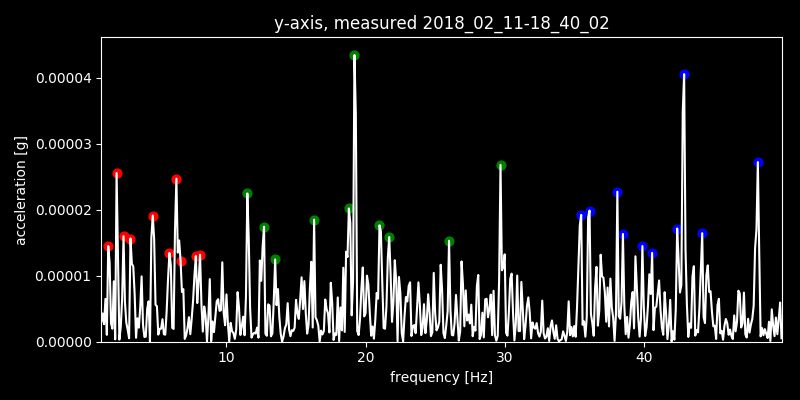 y-axis, measured 2018_02_11-18_40_02
0.00004
0.00003
0.00002
0.00001
0.00000
acceleration [g]
10 20 30 40
frequency [Hz]